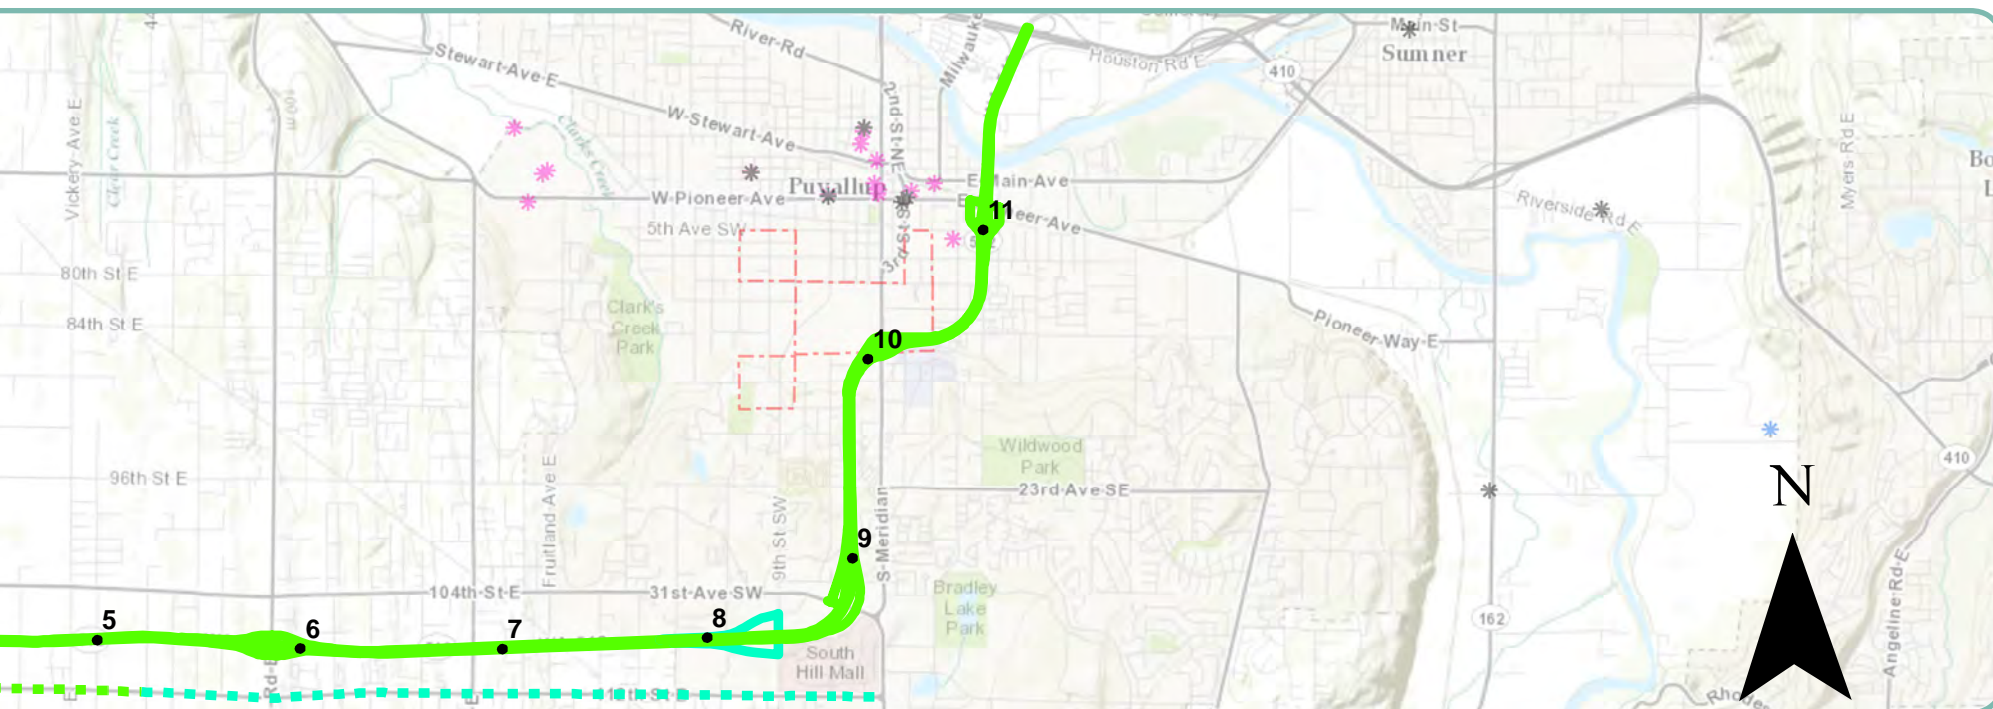 River-Rd
Main-St
Sumner
Stewart-Ave-E
Milwauke
Houston Rd E
410
Vickery-Ave E
Clear Creek
Clarks Creek
W-Stewart-Ave
2nd-St-NE
Myers-Rd E
Puyallup
E-Main-Ave
W-Pioneer-Ave
11
eer-Ave
Riverside Rd E
5th Ave SW
3rd-St-S
80th St E
84th St E
Clark's
Creek
Park
10
Pioneer-Way-E
Wildwood
Park
410
96th St E
23rd-Ave-SE
N
Fruitland Ave E
9th St SW
S-Meridian
9
104th-St-E
31st-Ave-SW
Bradley
Lake
Park
5
6
7
8
162
Angeline-Rd-E
South
Hill Mall
Rd-E